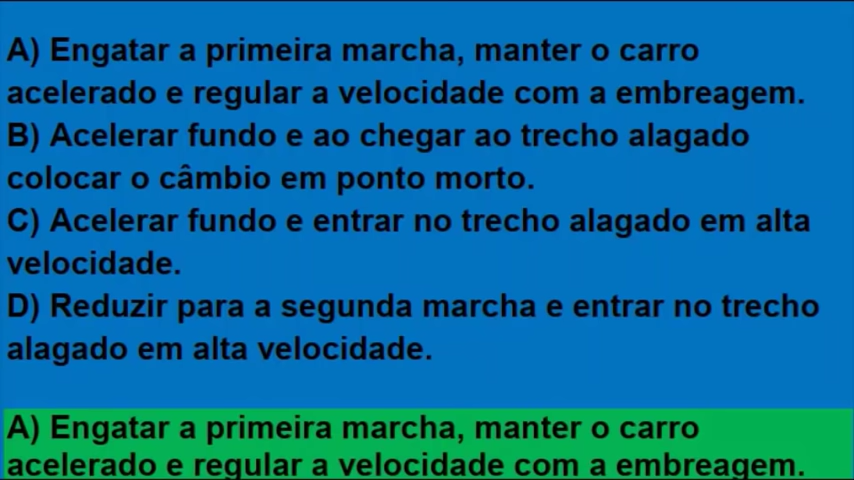 A) Engatar a primeira marcha, manter o carro
acelerado e regular a velocidade com a embreagem.
B) Acelerar fundo e ao chegar ao trecho alagado
colocar o câmbio em ponto morto.
C) Acelerar fundo e entrar no trecho alagado em alta
velocidade.
D) Reduzir para a segunda marcha e entrar no trecho
alagado em alta velocidade.
A) Engatar a primeira marcha, manter o carro
acelerado e regular a velocidade com a embreagem.